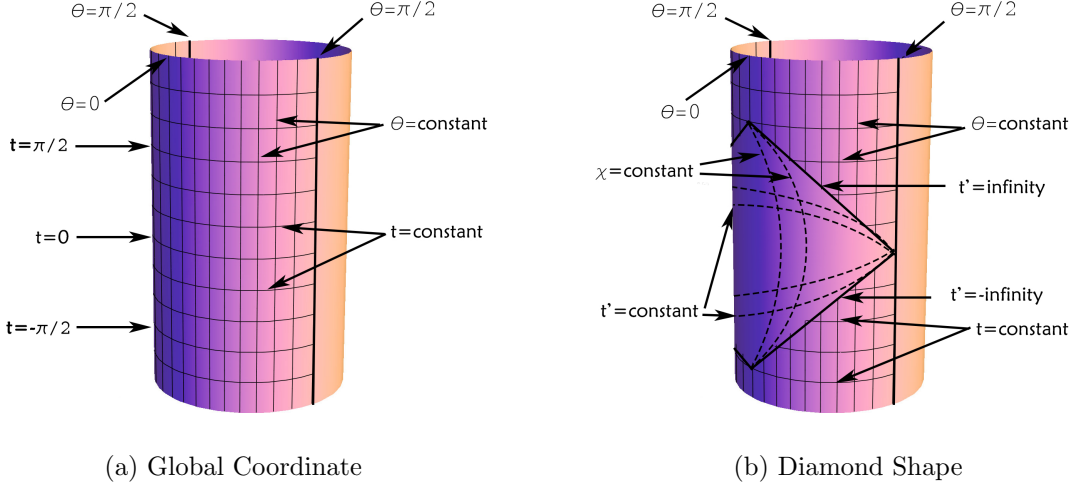 Θ=π/2
Θ=π/2
Θ=0
Θ=constant
t=π/2
t=0
t=constant
t=-π/2
(a) Global Coordinate
Θ=π/2
Θ=π/2
Θ=0
Θ=constant
χ=constant
t'=infinity
t'=-infinity
t'=constant
t=constant
(b) Diamond Shape